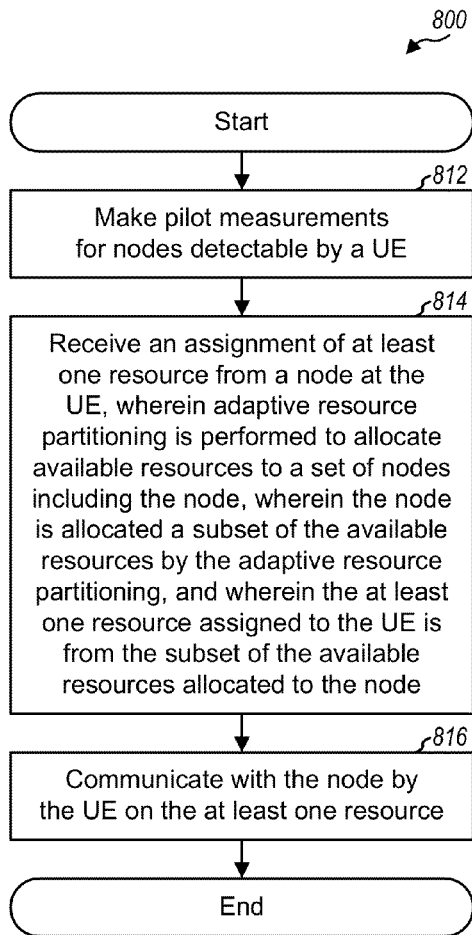 800
Start
812
Make pilot measurements
for nodes detectable by a UE
814
Receive an assignment of at least
one resource from a node at the
UE, wherein adaptive resource
partitioning is performed to allocate
available resources to a set of nodes
including the node, wherein the node
is allocated a subset of the available
resources by the adaptive resource
partitioning, and wherein the at least
one resource assigned to the UE is
from the subset of the available
resources allocated to the node
816
Communicate with the node by
the UE on the at least one resource
End